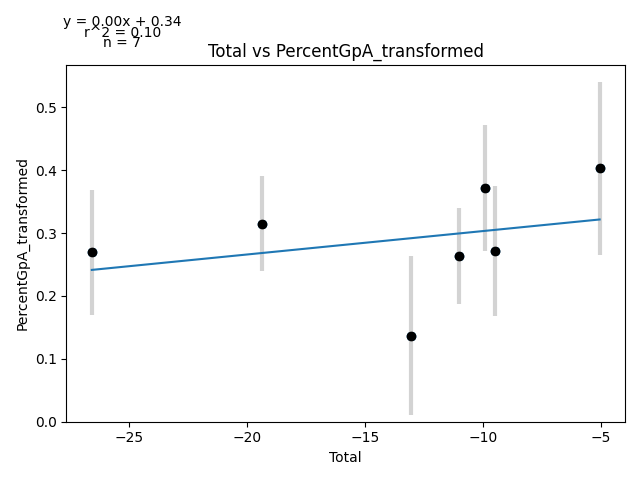 y = 0.00x + 0.34
r^2 = 0.10
n = 7
Total vs PercentGpA_transformed
PercentGpA_transformed
0.5
0.4
0.3
0.2
0.1
0.0
−25
−20
−15
−10
−5
Total